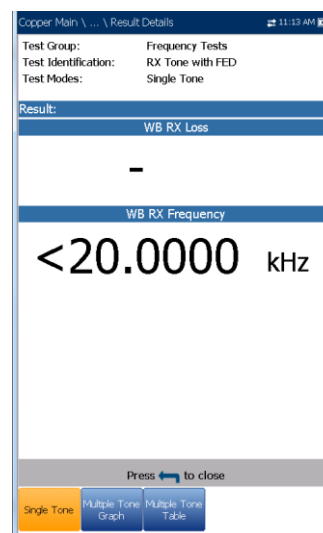 Copper Main \ ... \ Result Details 11:13 AM
Test Group: Frequency Tests
Test Identification: RX Tone with FED
Test Modes: Single Tone
Result:
WB RX Loss
-
WB RX Frequency
<20.0000 kHz
Press to close
Single Tone
Multiple Tone
Graph
Multiple Tone
Table